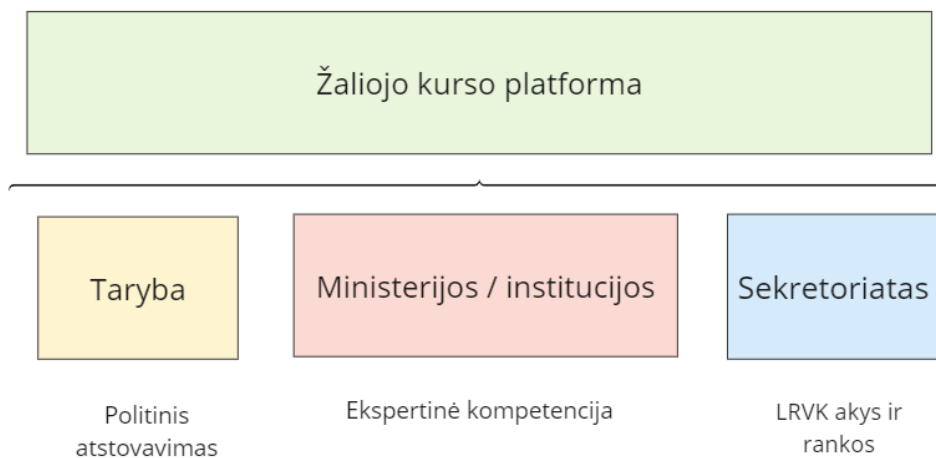 Žaliojo kurso platforma
Taryba
Ministerijos / institucijos
Sekretoriatas
Politinis
atstovavimas
Ekspertinė kompetencija
LRVK akys ir
rankos